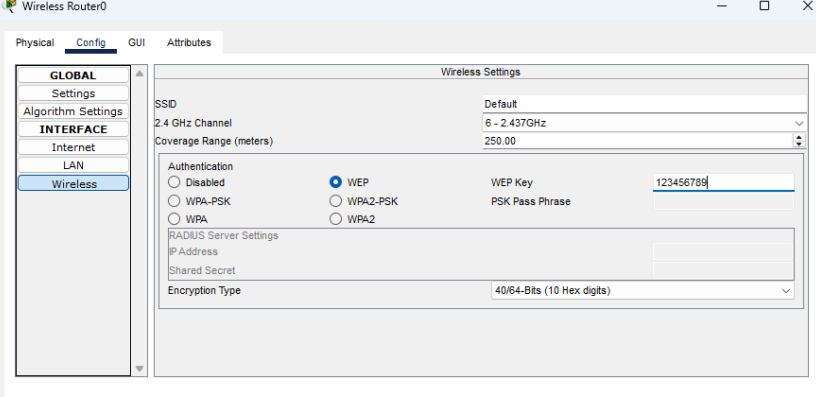 Wireless Router0
Physical Config GUI Attributes
GLOBAL
Settings
Algorithm Settings
INTERFACE
Internet
LAN
Wireless
Wireless Settings
SSID Default
2.4 GHz Channel 6 - 2.437GHz
Coverage Range (meters) 250.00
Authentication
Disabled WEP WEP Key 123456789
WPA-PSK WPA2-PSK PSK Pass Phrase
WPA WPA2
RADIUS Server Settings
IP Address
Shared Secret
Encryption Type 40/64-Bits (10 Hex digits)